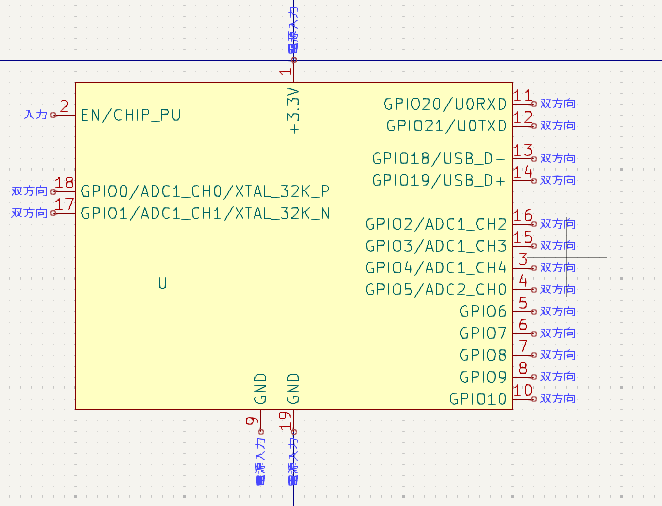 電源入力
1
+3.3V
入力 2 EN/CHIP_PU
双方向 18 GPIO0/ADC1_CH0/XTAL_32K_P
双方向 17 GPIO1/ADC1_CH1/XTAL_32K_N
U
GPIO20/U0RXD 11 双方向
GPIO21/U0TXD 12 双方向
GPIO18/USB_D- 13 双方向
GPIO19/USB_D+ 14 双方向
GPIO2/ADC1_CH2 16 双方向
GPIO3/ADC1_CH3 15 双方向
GPIO4/ADC1_CH4 3 双方向
GPIO5/ADC2_CH0 4 双方向
GPIO6 5 双方向
GPIO7 6 双方向
GPIO8 7 双方向
GPIO9 8 双方向
GPIO10 10 双方向
GND 9 電源入力
GND 19 電源入力